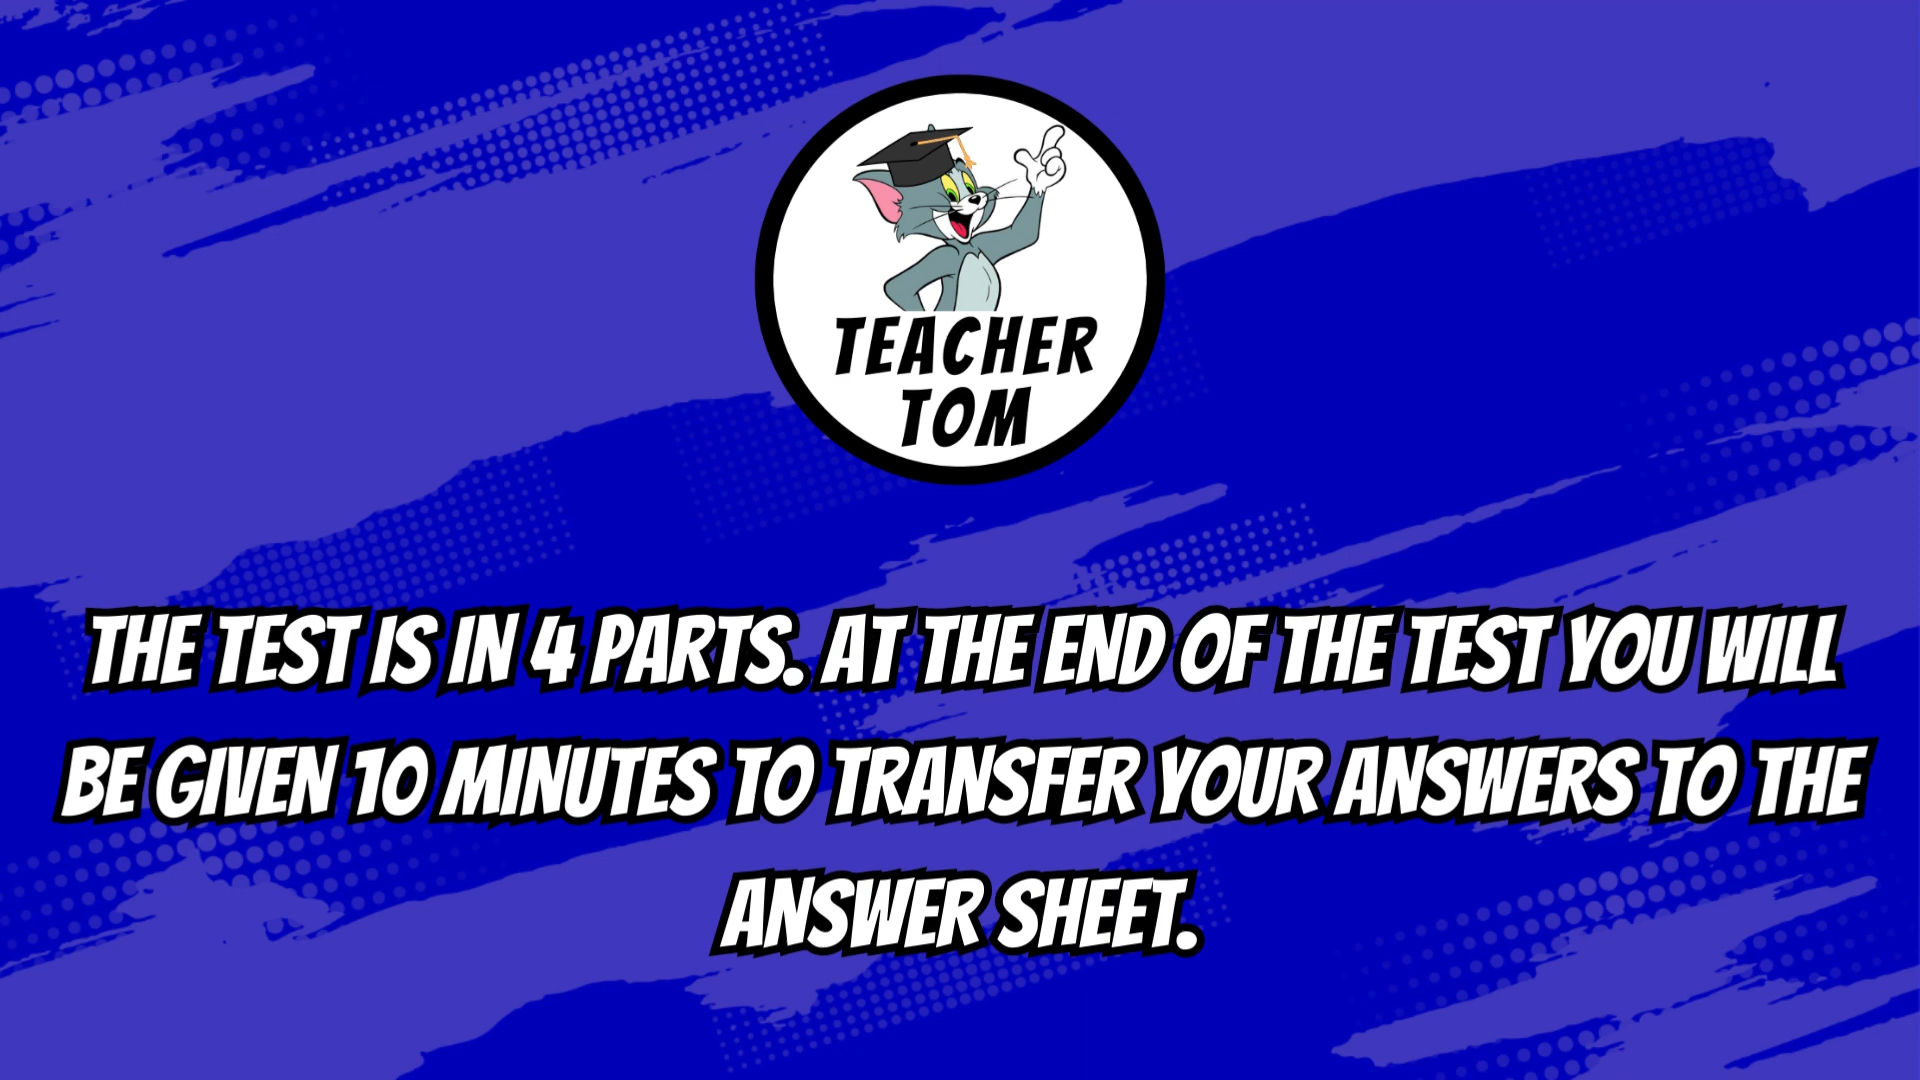 TEACHER
TOM
THE TEST IS IN 4 PARTS. AT THE END OF THE TEST YOU WILL
BE GIVEN 10 MINUTES TO TRANSFER YOUR ANSWERS TO THE
ANSWER SHEET.